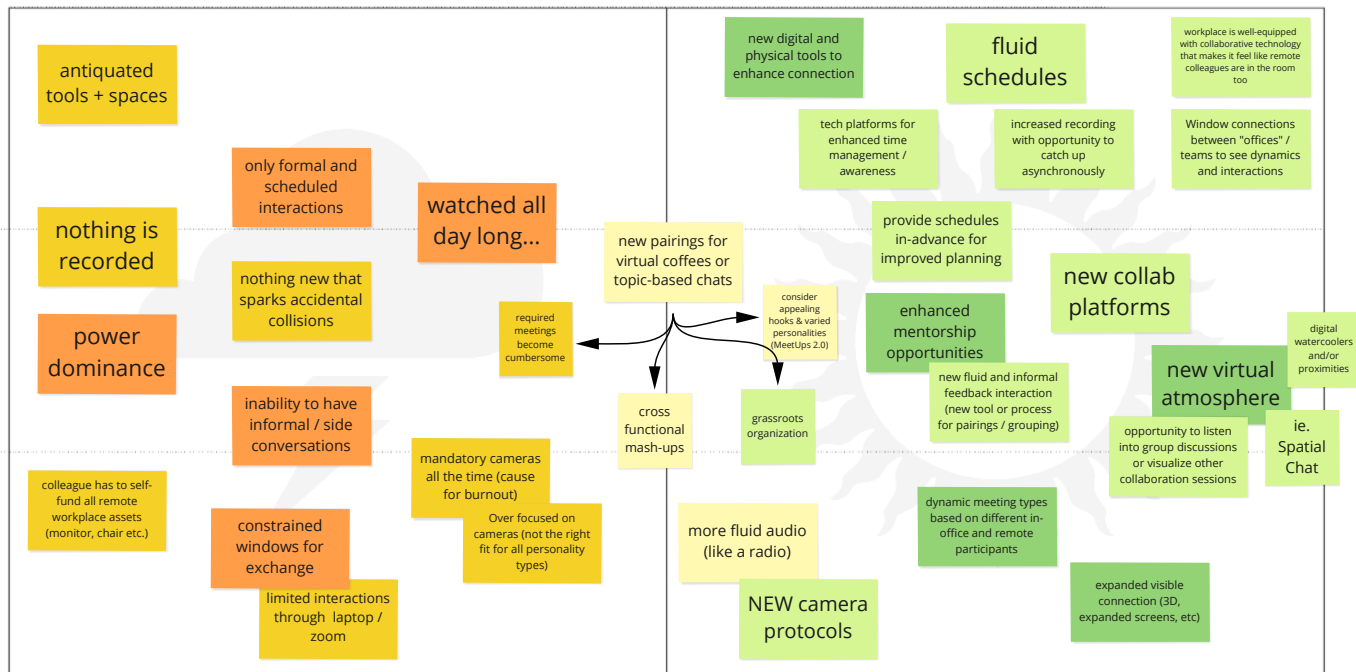 antiquated
tools + spaces
only formal and
scheduled
interactions
watched all
day long...
nothing is
recorded
nothing new that
sparks accidental
collisions
power
dominance
required
meetings
become
cumbersome
inability to have
informal / side
conversations
mandatory cameras
all the time (cause
for burnout)
colleague has to self-
fund all remote
workplace assets
(monitor, chair etc.)
Over focused on
cameras (not the right
fit for all personality
types)
constrained
windows for
exchange
limited interactions
through laptop /
zoom
new pairings for
virtual coffees or
topic-based chats
consider
appealing
hooks & varied
personalities
(MeetUps 2.0)
cross
functional
mash-ups
grassroots
organization
new digital and
physical tools to
enhance connection
fluid
schedules
workplace is well-equipped
with collaborative technology
that makes it feel like remote
colleagues are in the room
too
tech platforms for
enhanced time
management /
awareness
increased recording
with opportunity to
catch up
asynchronously
Window connections
between "offices" /
teams to see dynamics
and interactions
provide schedules
in-advance for
improved planning
new collab
platforms
enhanced
mentorship
opportunities
new fluid and informal
feedback interaction
(new tool or process
for pairings / grouping)
digital
watercoolers
and/or
proximities
new virtual
atmosphere
opportunity to listen
into group discussions
or visualize other
collaboration sessions
ie.
Spatial
Chat
more fluid audio
(like a radio)
NEW camera
protocols
dynamic meeting types
based on different in-
office and remote
participants
expanded visible
connection (3D,
expanded screens, etc)